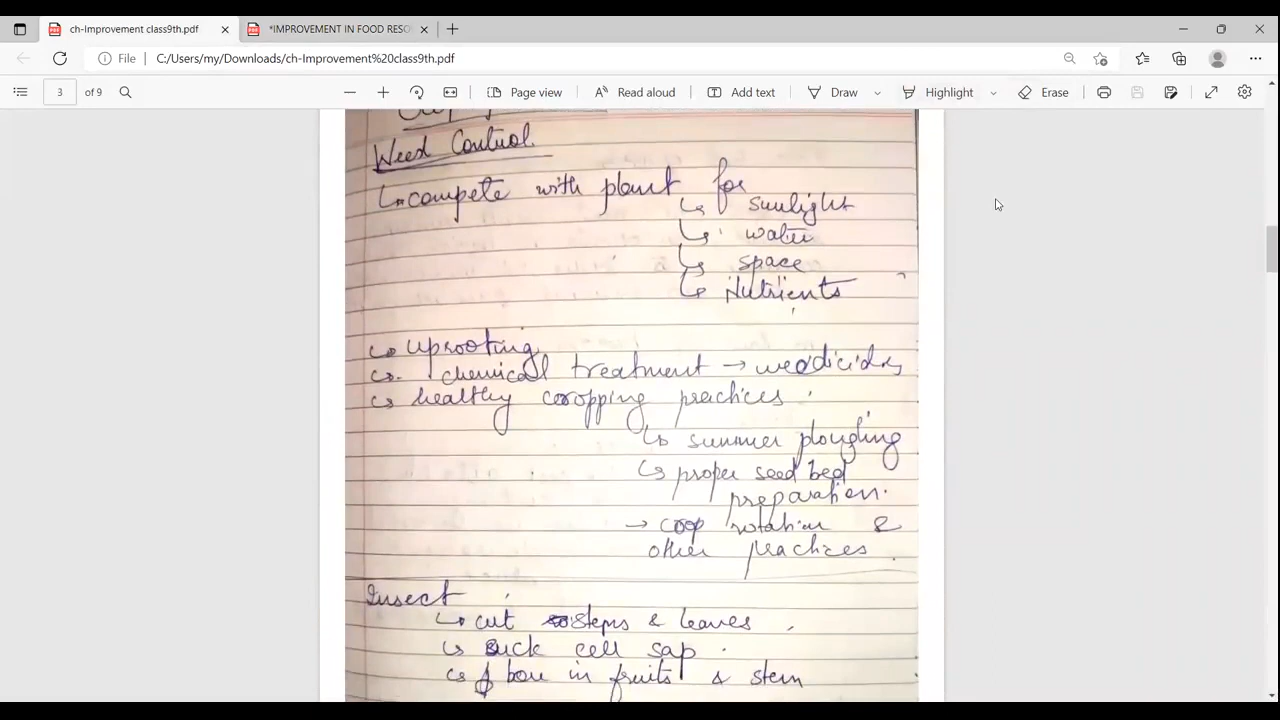 ch-Improvement class9th.pdf
*IMPROVEMENT IN FOOD RESO
File C:/Users/my/Downloads/ch-Improvement%20class9th.pdf
3 of 9 Page view Read aloud Add text Draw Highlight Erase
Weed Control
compete with plant for
sunlight
water
space
Nutrients
uprooting
chemical treatment → weedicides
healthy cropping practices.
summer ploughing
proper seed bed
preparation.
→ crop rotation &
other practices.
Insect
cut steps & leaves
suck cell sap.
bore in fruits & stem